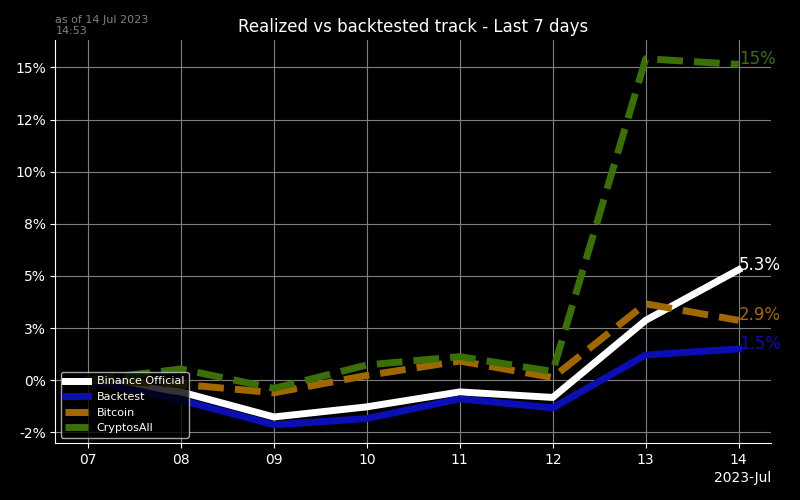 as of 14 Jul 2023
14:53
Realized vs backtested track - Last 7 days
15%
12%
10%
8%
5%
3%
0%
-2%
15%
5.3%
2.9%
1.5%
Binance Official
Backtest
Bitcoin
CryptosAll
07 08 09 10 11 12 13 14
2023-Jul